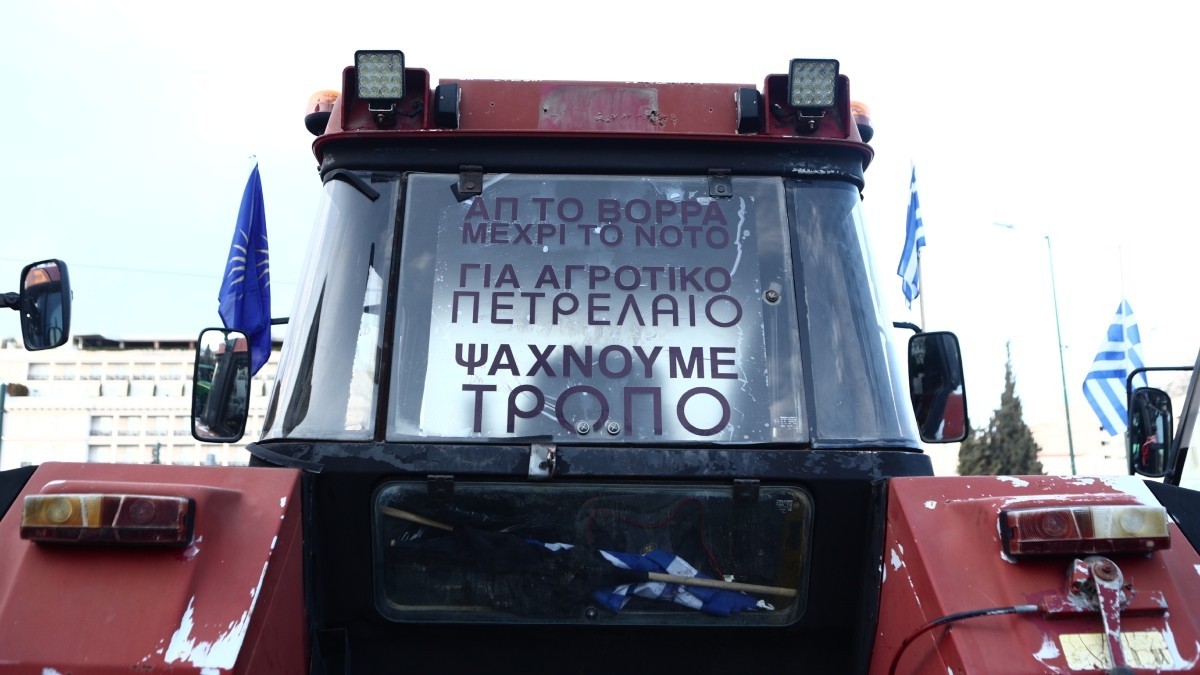 ΑΠ ΤΟ ΒΟΡΡΑ
ΜΕΧΡΙ ΤΟ ΝΟΤΟ
ΓΙΑ ΑΓΡΟΤΙΚΟ
ΠΕΤΡΕΛΑΙΟ
ΨΑΧΝΟΥΜΕ
ΤΡΟΠΟ